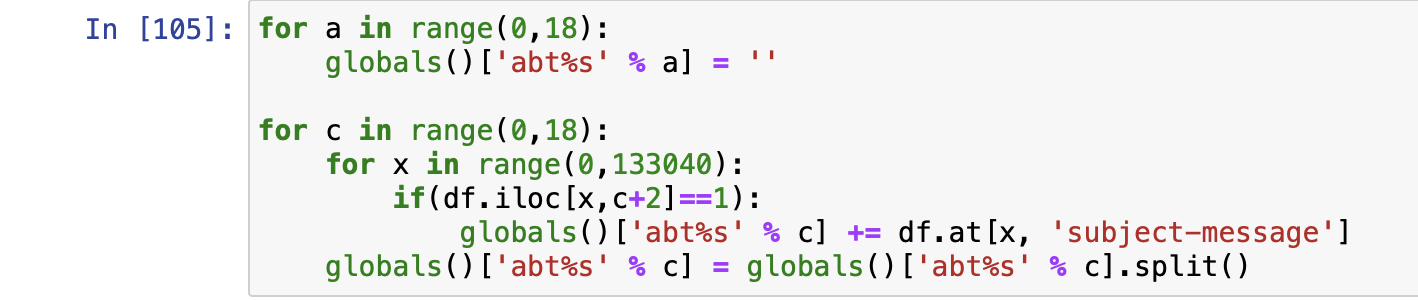 In [105]: for a in range(0,18):
    globals()['abt%s' % a] = ''
for c in range(0,18):
    for x in range(0,133040):
        if(df.iloc[x,c+2]==1):
            globals()['abt%s' % c] += df.at[x, 'subject-message']
    globals()['abt%s' % c] = globals()['abt%s' % c].split()